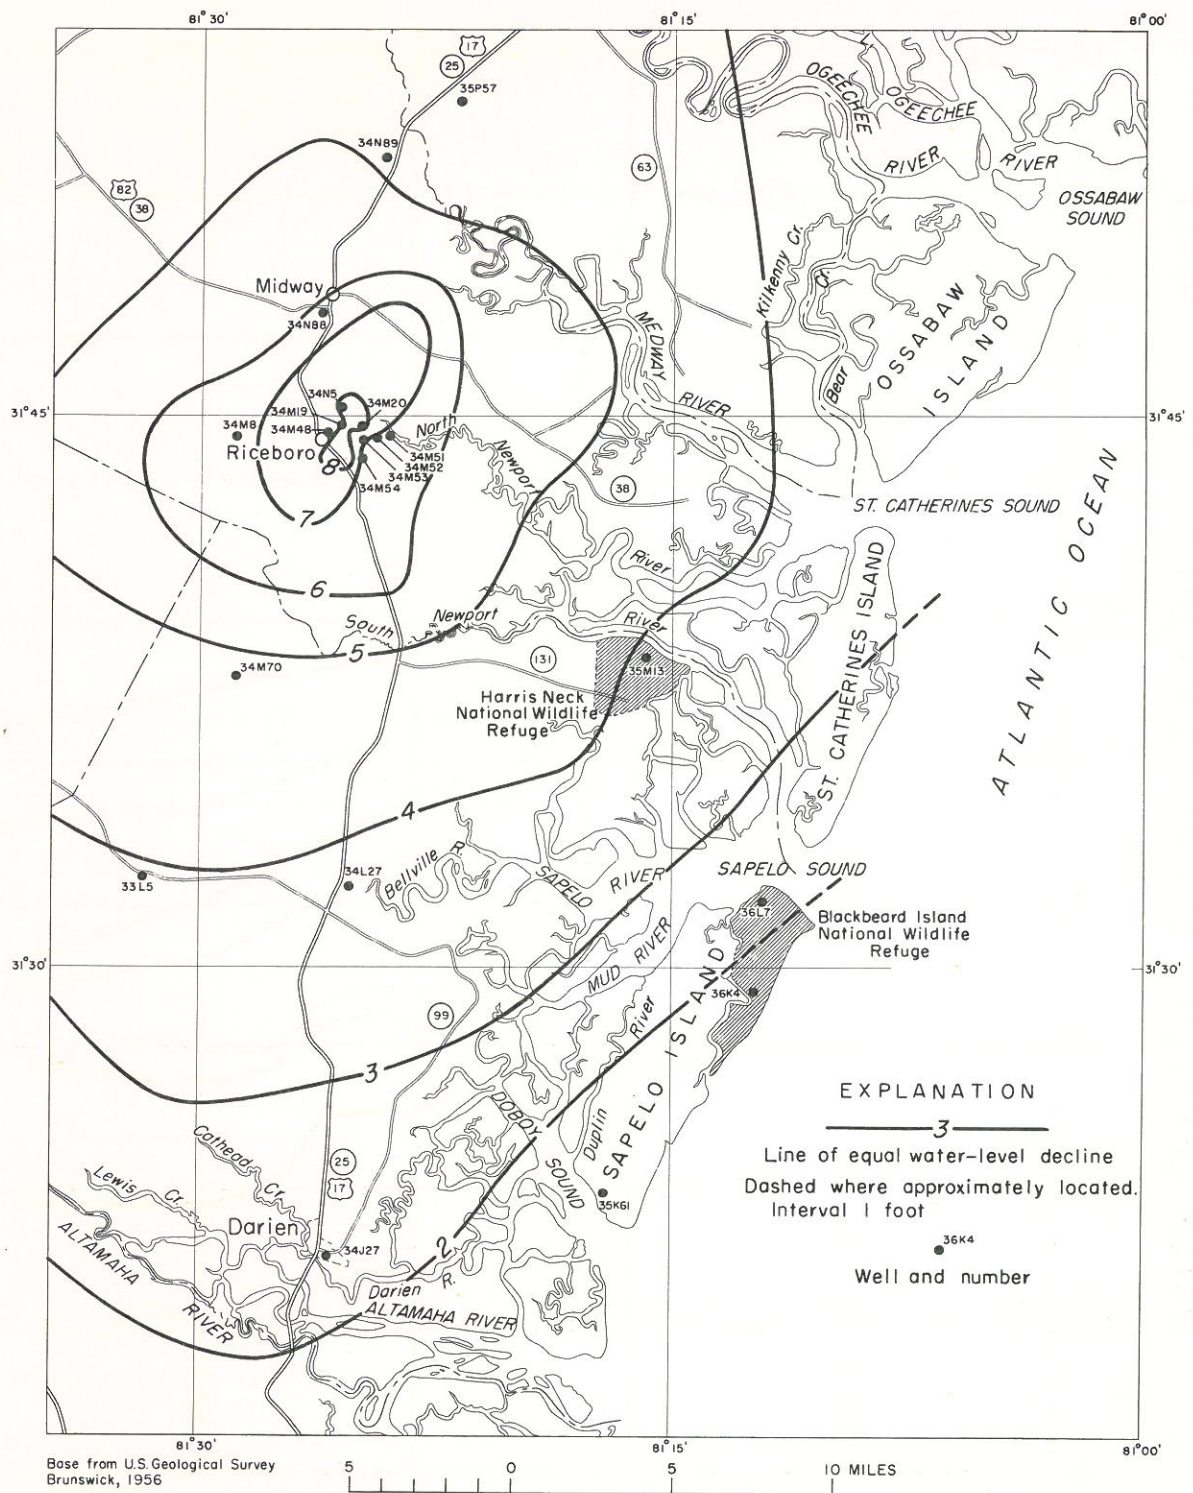 81°30'
81°15'
81°00'
17
25
35P57
OGEECHEE
OGEECHEE
RIVER
RIVER
34N89
63
82
38
OSSABAW
SOUND
Kilkenny Cr.
Cr.
Midway
34N88
MEDWAY
RIVER
OSSABAW
ISLAND
Bear
34N5
34M19
34M20
31°45'
31°45'
34M8
34M48
Riceboro
North
Newport
34M51
34M52
34M53
34M54
8
7
38
ST. CATHERINES SOUND
River
6
ATLANTIC OCEAN
ST. CATHERINES ISLAND
South
Newport
River
5
131
35M13
34M70
Harris Neck
National Wildlife
Refuge
4
33L5
34L27
Bellville R.
SAPELO
RIVER
SAPELO SOUND
36L7
Blackbeard Island
National Wildlife
Refuge
MUD RIVER
31°30'
31°30'
36K4
99
River
3
Duplin
SAPELO ISLAND
DOBOY
SOUND
EXPLANATION
3
Line of equal water-level decline
Dashed where approximately located.
Interval 1 foot
36K4
Well and number
Cathead
Cr.
Lewis Cr.
25
17
35K61
Darien
34J27
2
ALTAMAHA
RIVER
Darien R.
ALTAMAHA RIVER
81°30'
81°15'
81°00'
Base from U.S. Geological Survey
Brunswick, 1956
5 0 5 10 MILES